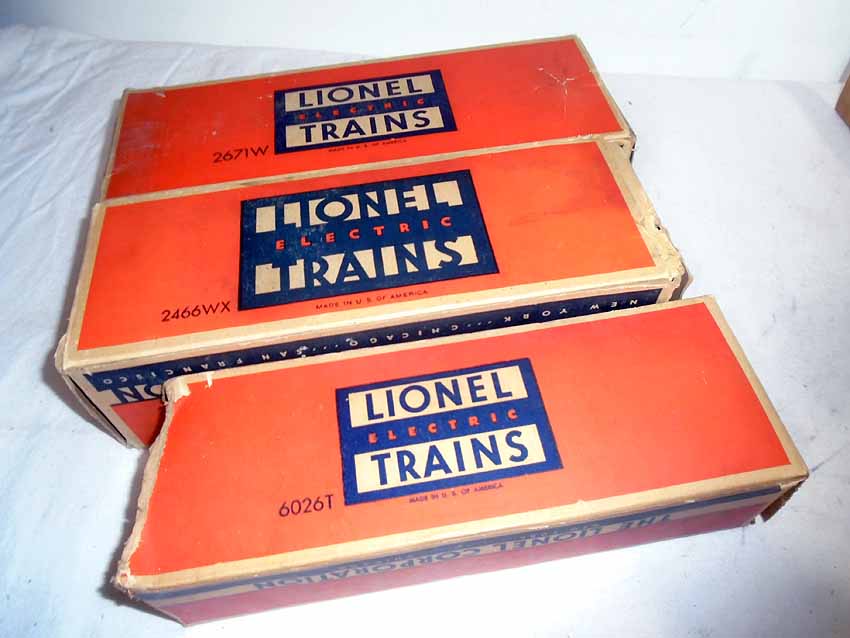 LIONEL
ELECTRIC
TRAINS
MADE IN U. S. OF AMERICA
2671W
LIONEL
ELECTRIC
TRAINS
MADE IN U. S. OF AMERICA
2466WX
NEW YORK...CHICAGO...SAN FRANCISCO
ON
LIONEL
ELECTRIC
TRAINS
MADE IN U. S. OF AMERICA
6026T
THE LIONEL CORPORATION